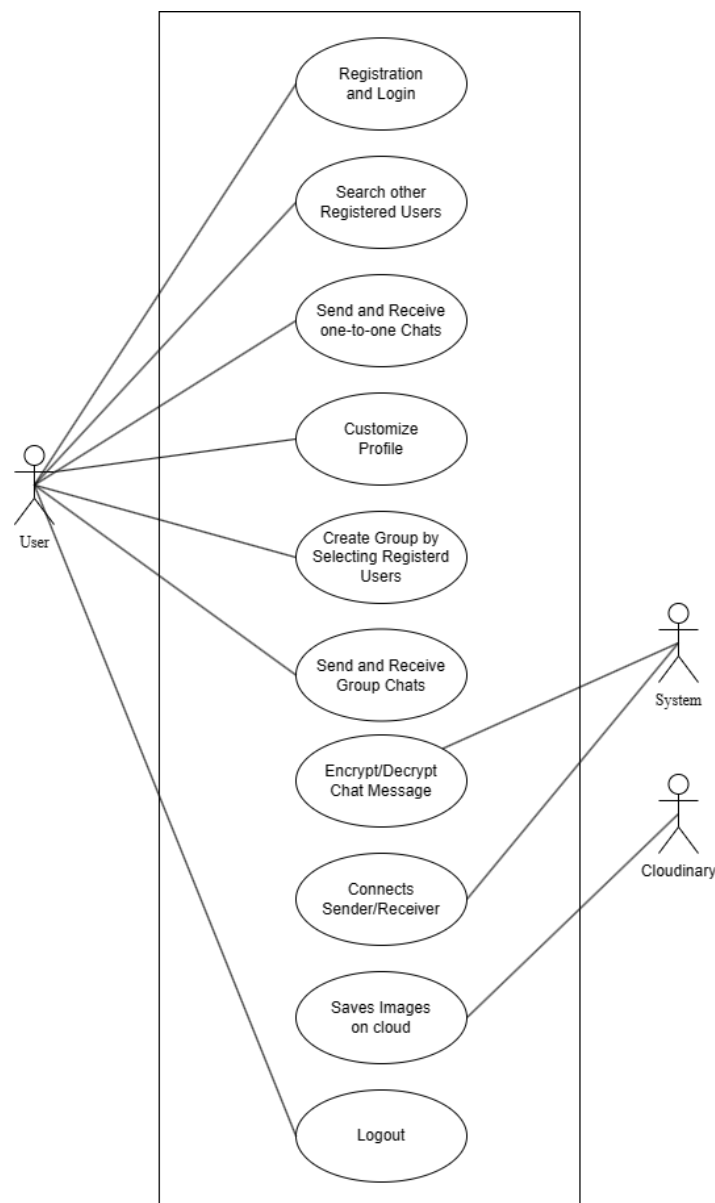 Registration
and Login
Search other
Registered Users
Send and Receive
one-to-one Chats
Customize
Profile
User
Create Group by
Selecting Registerd
Users
Send and Receive
Group Chats
System
Encrypt/Decrypt
Chat Message
Cloudinary
Connects
Sender/Receiver
Saves Images
on cloud
Logout